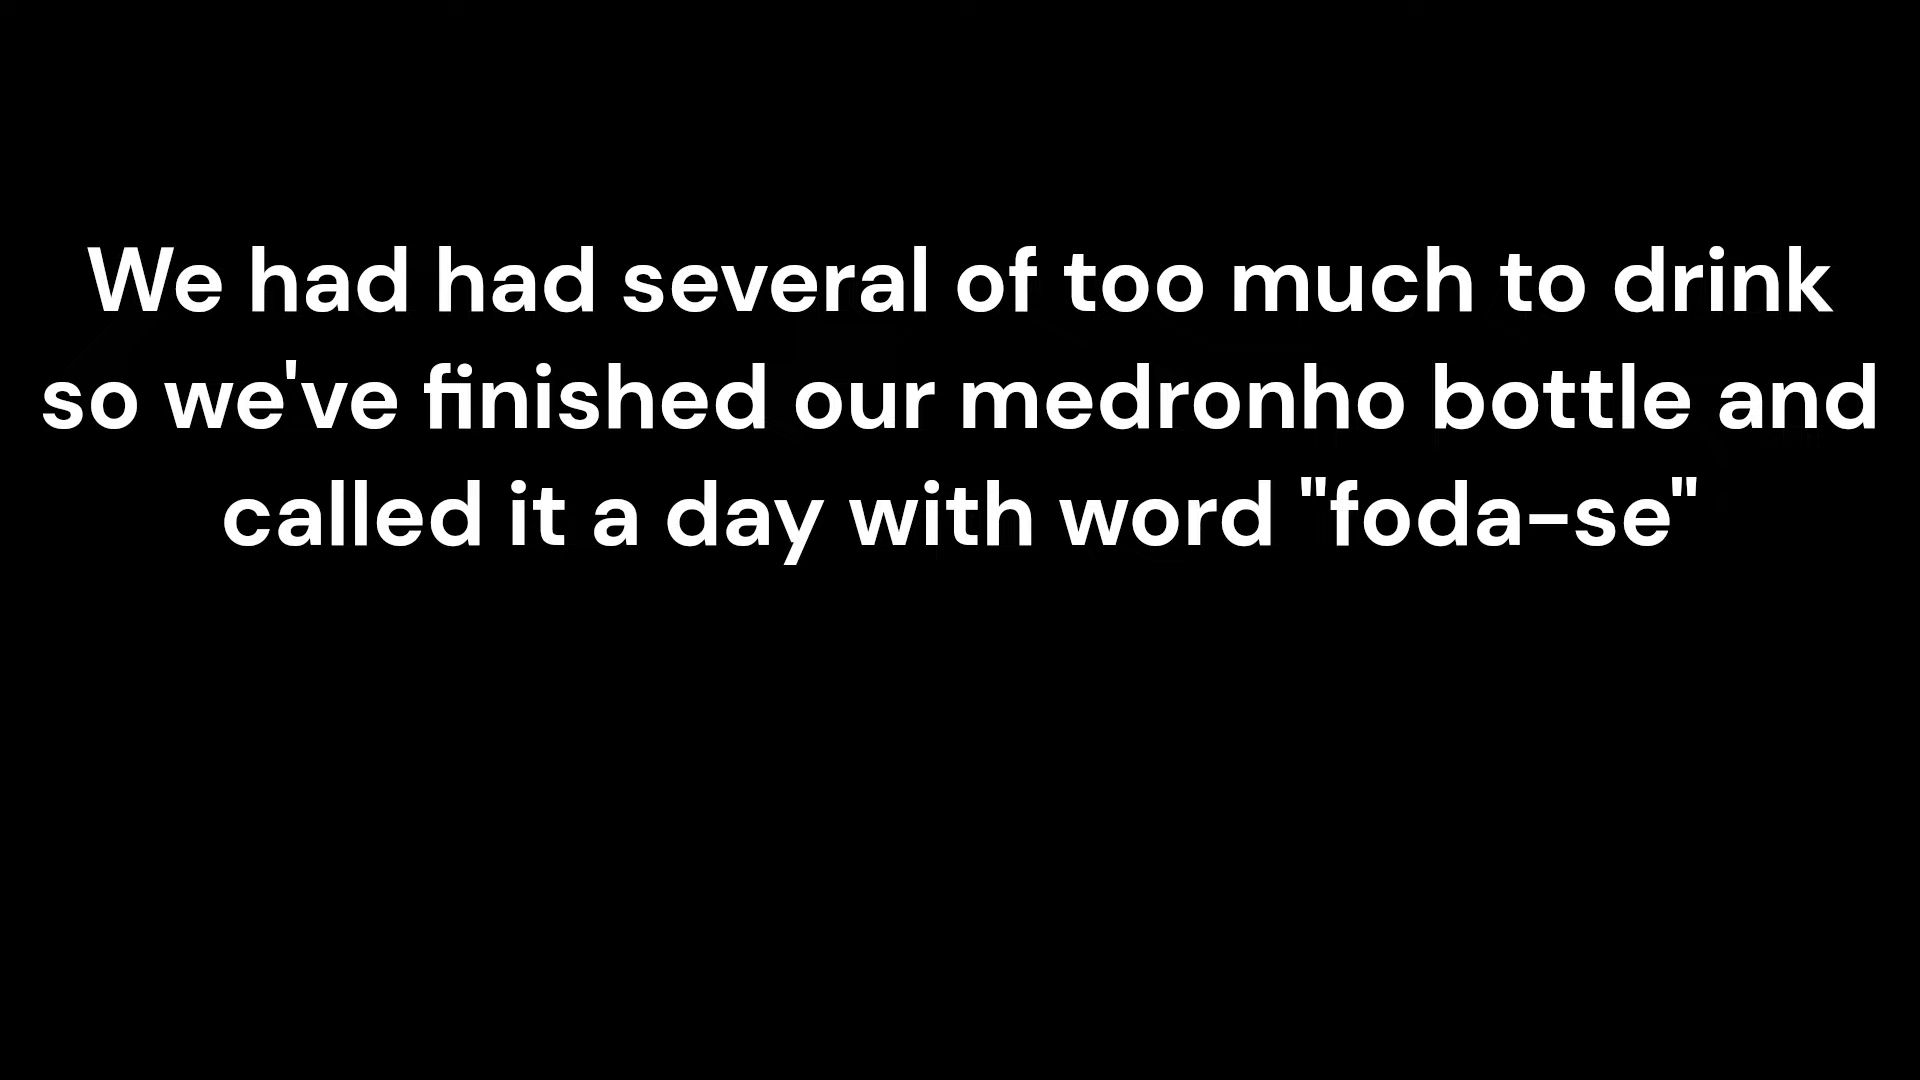 We had had several of too much to drink
so we've finished our medronho bottle and
called it a day with word "foda-se"